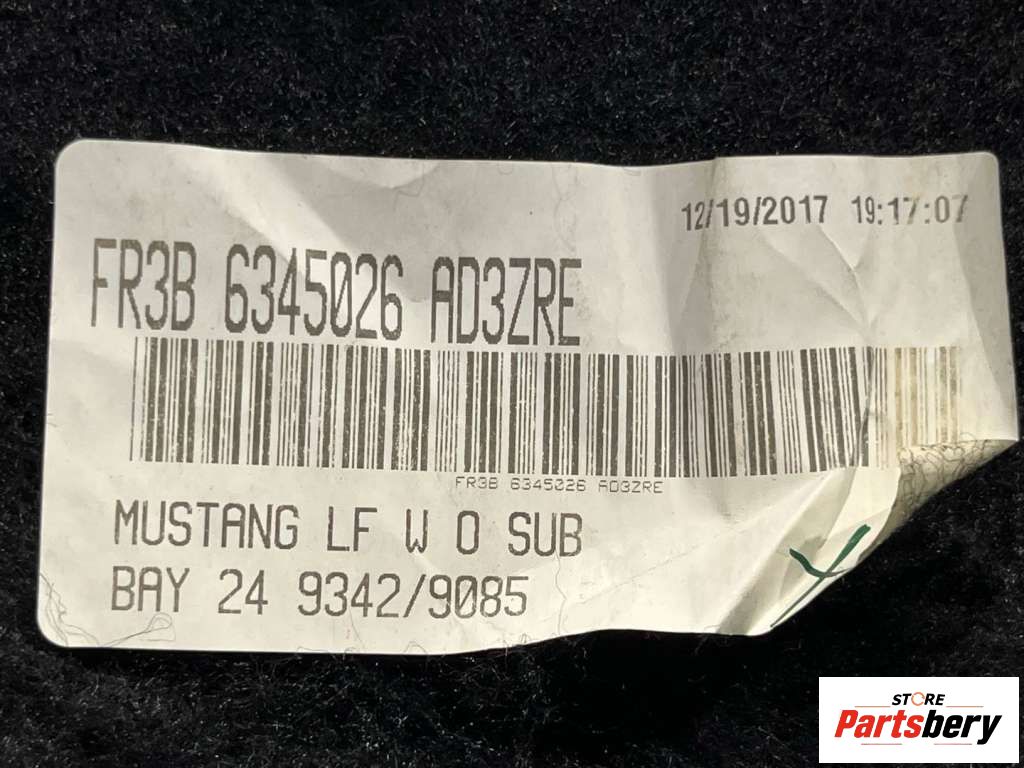 12/19/2017 19:17:07
FR3B 6345026 AD3ZRE
FR3B 6345026 AD3ZRE
MUSTANG LF W O SUB
BAY 24 9342/9085
STORE
Partsbery